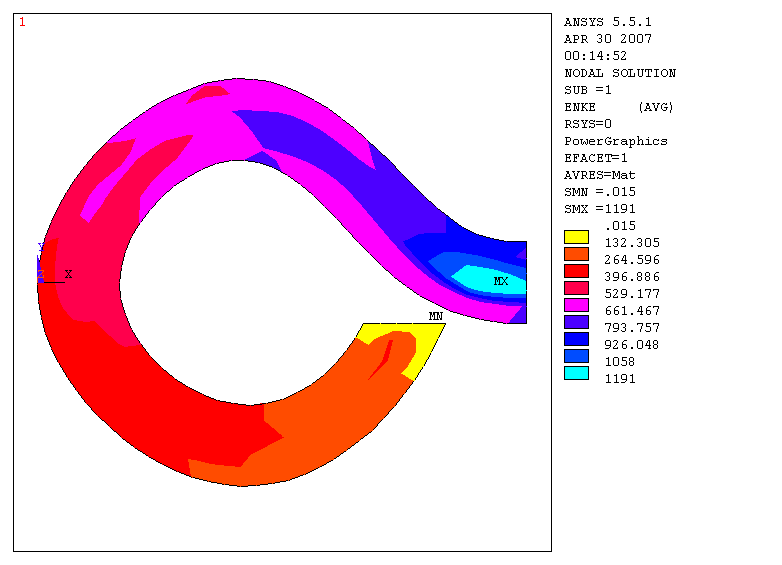 1
ANSYS 5.5.1
APR 30 2007
00:14:52
NODAL SOLUTION
SUB =1
ENKE (AVG)
RSYS=0
PowerGraphics
EFACET=1
AVRES=Mat
SMN =.015
SMX =1191
.015
132.305
264.596
396.886
529.177
661.467
793.757
926.048
1058
1191
Y
Z X
MX
MN